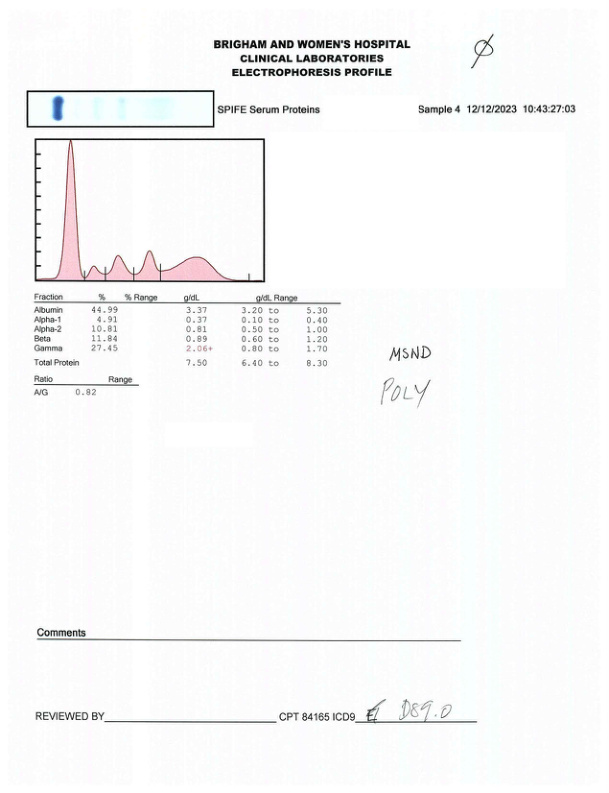 BRIGHAM AND WOMEN'S HOSPITAL
CLINICAL LABORATORIES
ELECTROPHORESIS PROFILE
Ø
SPIFE Serum Proteins Sample 4 12/12/2023 10:43:27:03
Fraction % % Range g/dL g/dL Range
Albumin 44.99 3.37 3.20 to 5.30
Alpha-1 4.91 0.37 0.10 to 0.40
Alpha-2 10.81 0.81 0.50 to 1.00
Beta 11.84 0.89 0.60 to 1.20
Gamma 27.45 2.06+ 0.80 to 1.70
Total Protein 7.50 6.40 to 8.30
Ratio Range
A/G 0.82
MSND
POLY
Comments
REVIEWED BY CPT 84165 ICD9 D89.0